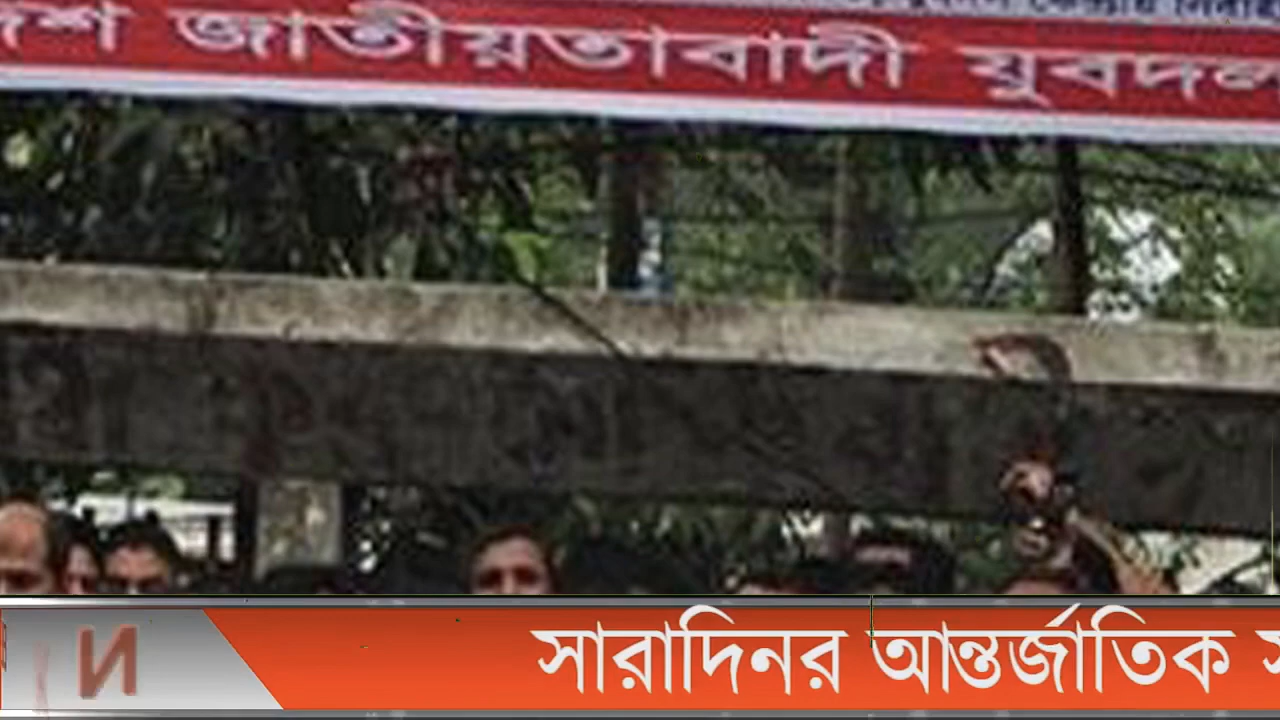 কেন্দ্রীয়
জাতীয়তাবাদী যুবদল
সারাদিনর আন্তর্জাতিক